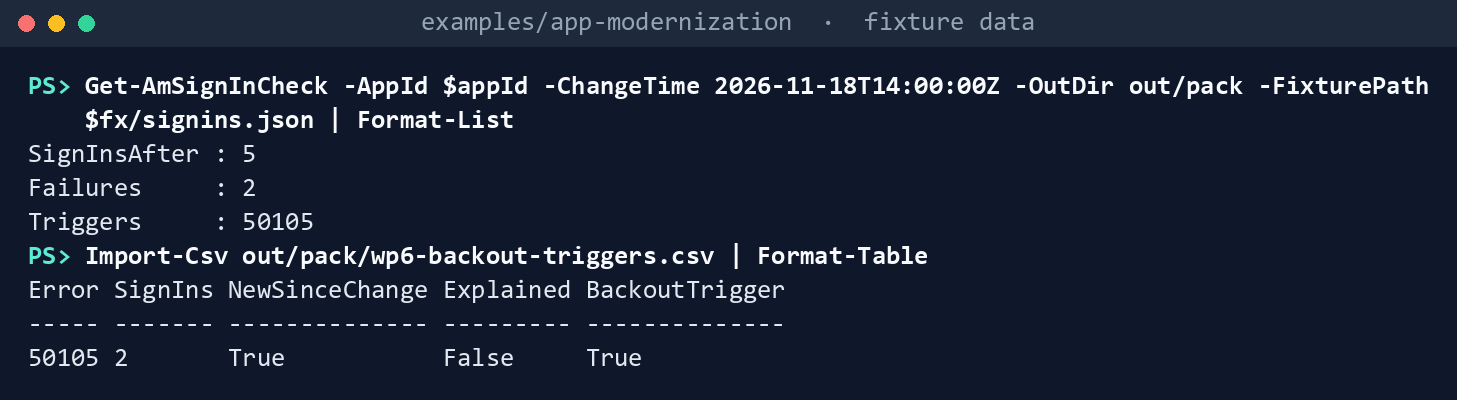 examples/app-modernization · fixture data
PS> Get-AmSignInCheck -AppId $appId -ChangeTime 2026-11-18T14:00:00Z -OutDir out/pack -FixturePath
$fx/signins.json | Format-List
SignInsAfter : 5
Failures     : 2
Triggers     : 50105
PS> Import-Csv out/pack/wp6-backout-triggers.csv | Format-Table
Error SignIns NewSinceChange Explained BackoutTrigger
----- ------- -------------- --------- --------------
50105 2       True           False     True